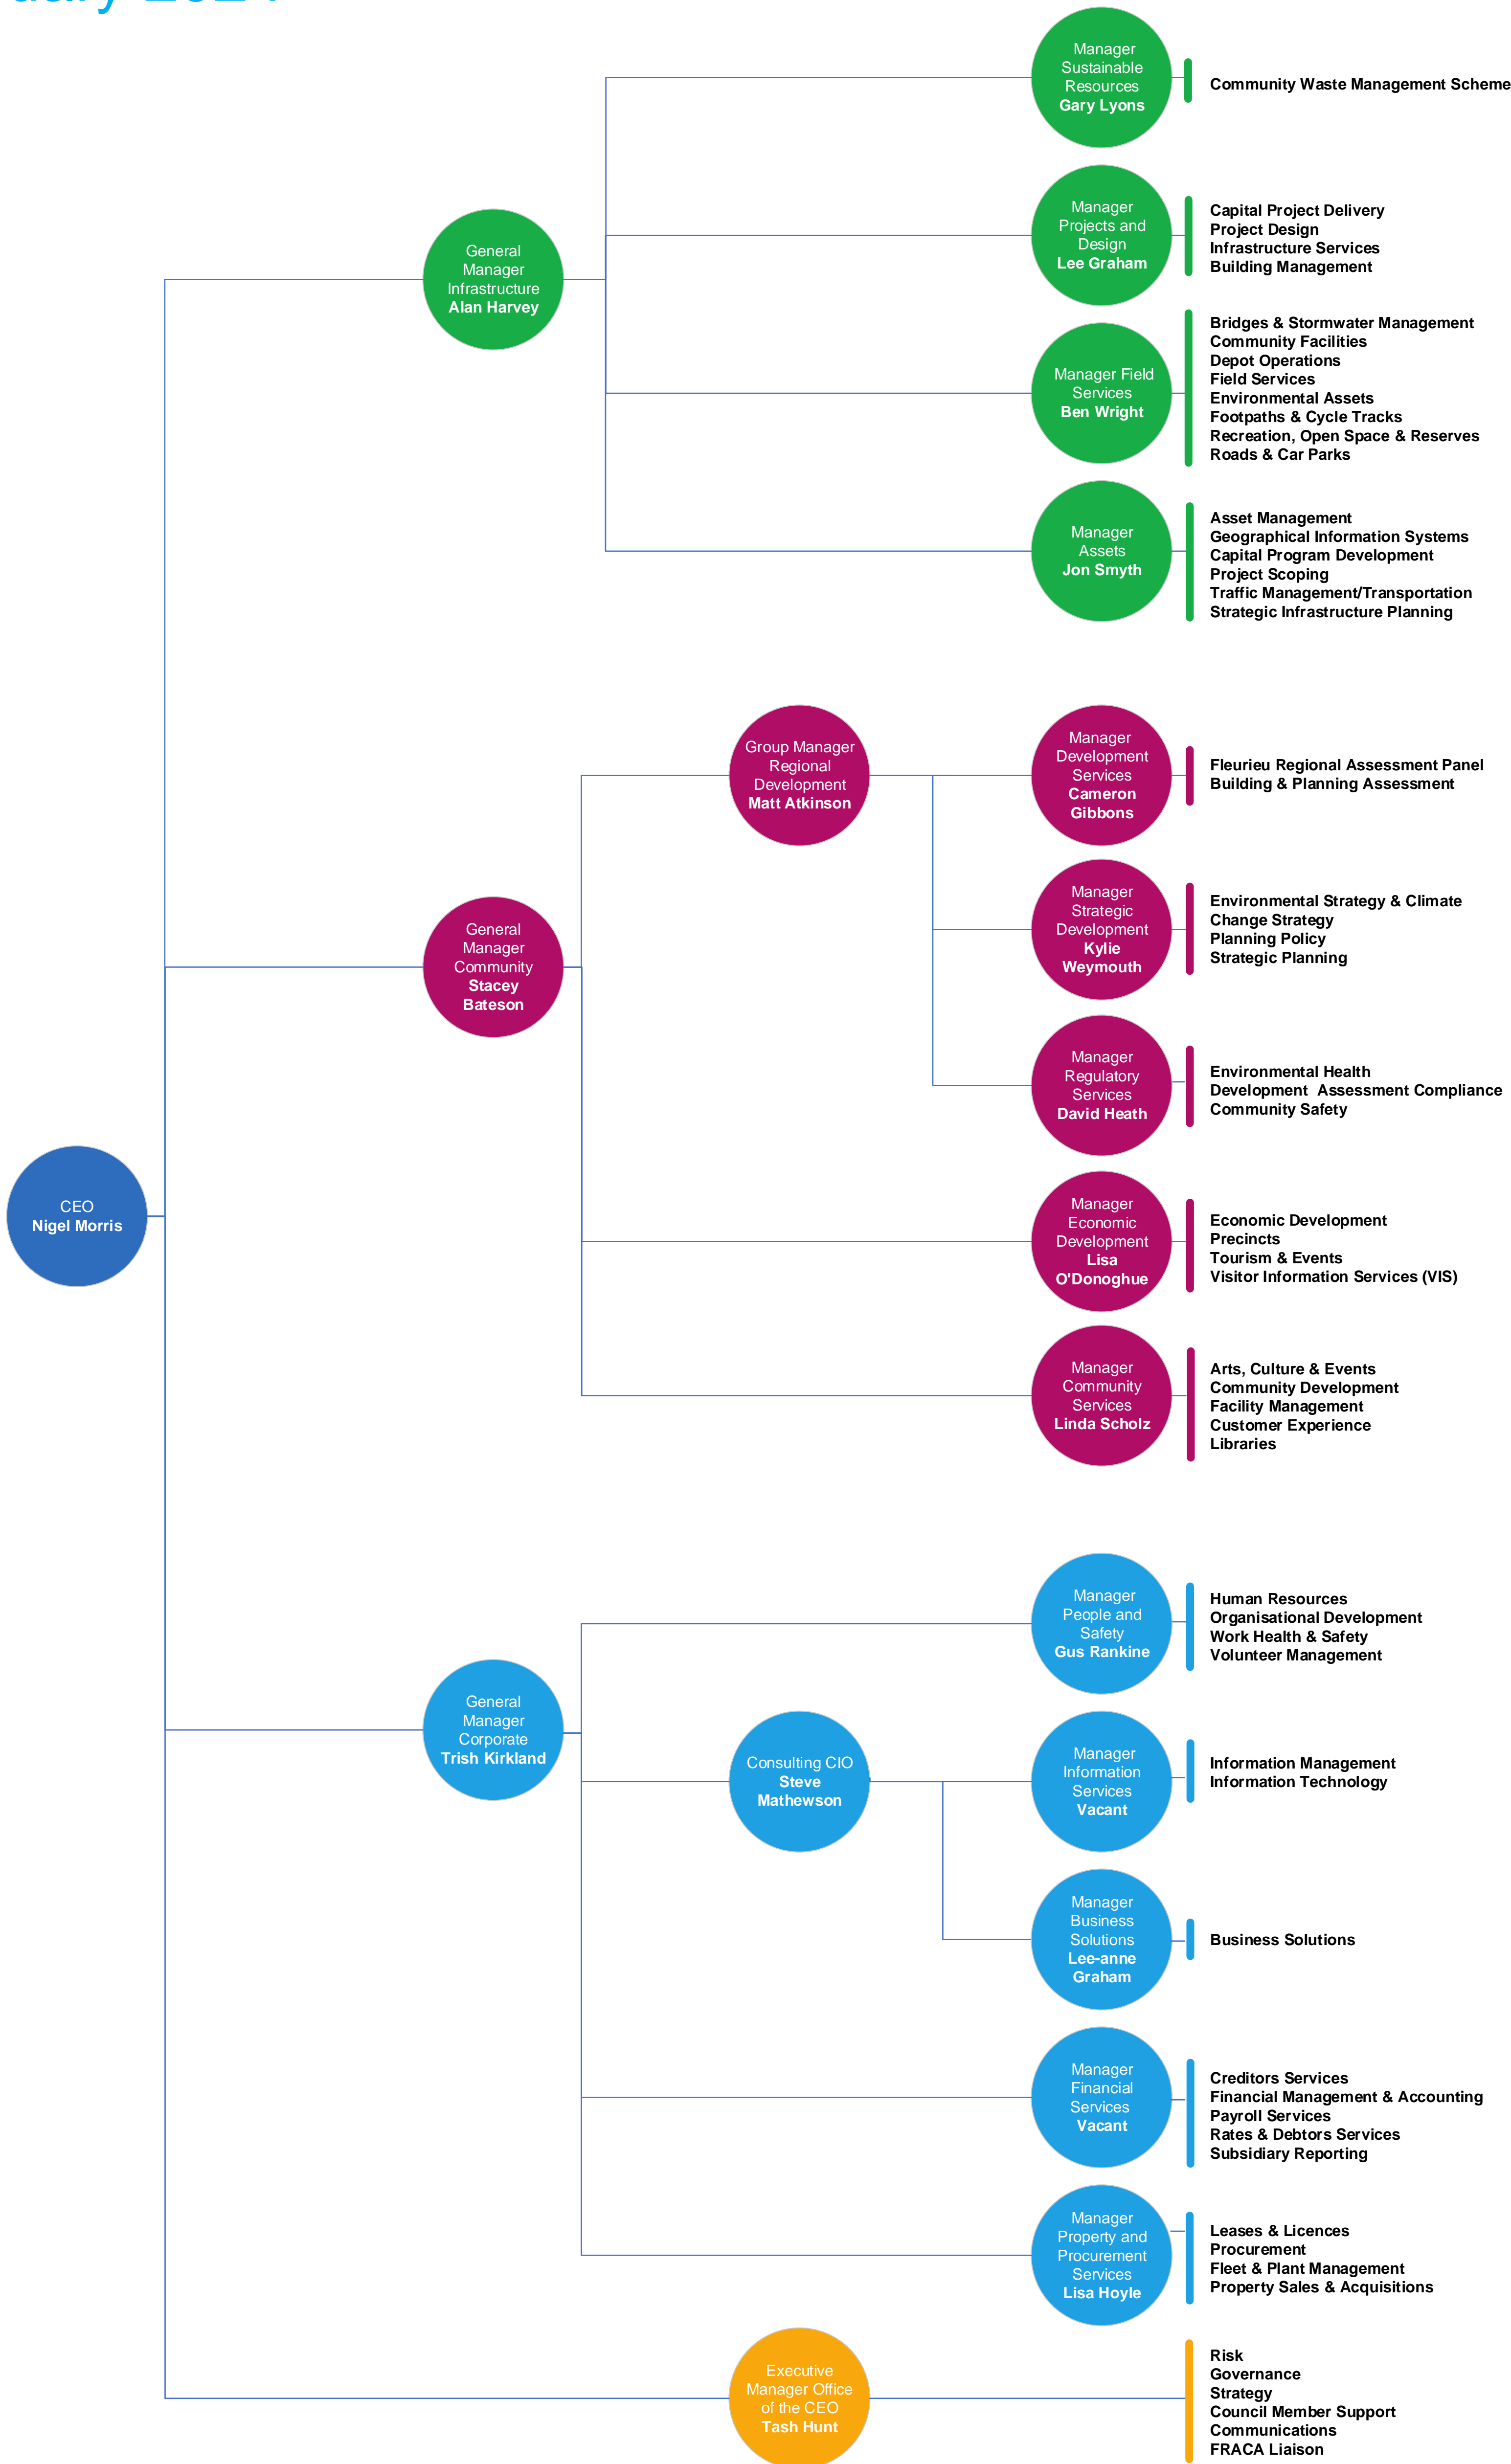 Manager
Sustainable
Resources
Gary Lyons
Community Waste Management Scheme
Manager
Projects and
Design
Lee Graham
Capital Project Delivery
Project Design
Infrastructure Services
Building Management
General
Manager
Infrastructure
Alan Harvey
Manager Field
Services
Ben Wright
Bridges & Stormwater Management
Community Facilities
Depot Operations
Field Services
Environmental Assets
Footpaths & Cycle Tracks
Recreation, Open Space & Reserves
Roads & Car Parks
Manager
Assets
Jon Smyth
Asset Management
Geographical Information Systems
Capital Program Development
Project Scoping
Traffic Management/Transportation
Strategic Infrastructure Planning
Group Manager
Regional
Development
Matt Atkinson
Manager
Development
Services
Cameron
Gibbons
Fleurieu Regional Assessment Panel
Building & Planning Assessment
General
Manager
Community
Stacey
Bateson
Manager
Strategic
Development
Kylie
Weymouth
Environmental Strategy & Climate
Change Strategy
Planning Policy
Strategic Planning
Manager
Regulatory
Services
David Heath
Environmental Health
Development  Assessment Compliance
Community Safety
CEO
Nigel Morris
Manager
Economic
Development
Lisa
O'Donoghue
Economic Development
Precincts
Tourism & Events
Visitor Information Services (VIS)
Manager
Community
Services
Linda Scholz
Arts, Culture & Events
Community Development
Facility Management
Customer Experience
Libraries
Manager
People and
Safety
Gus Rankine
Human Resources
Organisational Development
Work Health & Safety
Volunteer Management
General
Manager
Corporate
Trish Kirkland
Consulting CIO
Steve
Mathewson
Manager
Information
Services
Vacant
Information Management
Information Technology
Manager
Business
Solutions
Lee-anne
Graham
Business Solutions
Manager
Financial
Services
Vacant
Creditors Services
Financial Management & Accounting
Payroll Services
Rates & Debtors Services
Subsidiary Reporting
Manager
Property and
Procurement
Services
Lisa Hoyle
Leases & Licences
Procurement
Fleet & Plant Management
Property Sales & Acquisitions
Executive
Manager Office
of the CEO
Tash Hunt
Risk
Governance
Strategy
Council Member Support
Communications
FRACA Liaison